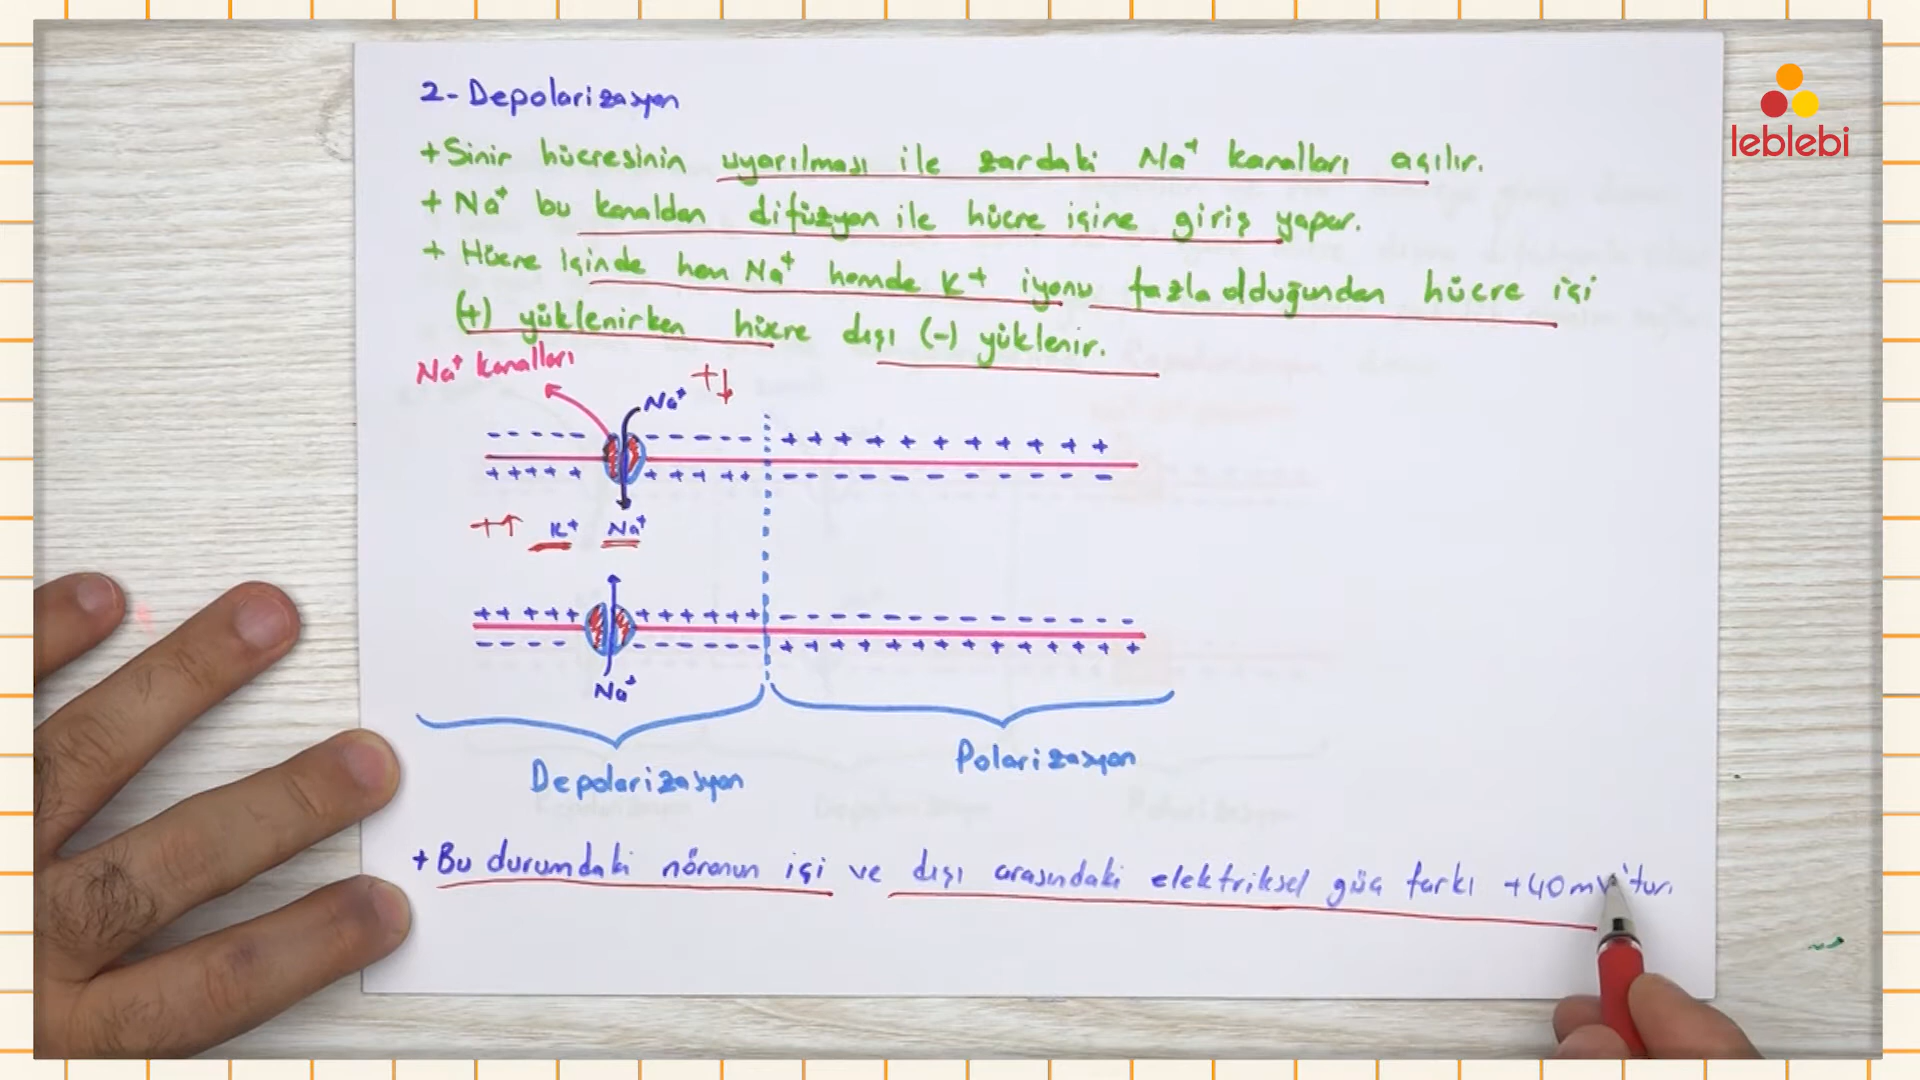 leblebi
2- Depolarizasyon
+ Sinir hücresinin uyarılması ile zardaki Na+ kanalları açılır.
+ Na+ bu kanaldan difüzyon ile hücre içine giriş yapar.
+ Hücre içinde hem Na+ hemde K+ iyonu fazla olduğundan hücre içi
(+) yüklenirken hücre dışı (-) yüklenir.
Na+ kanalları
Na+ +↓
- - - - - - - - - - + + + + + + + + + + +
+ + + + + + + + + + - - - - - - - - - - -
+↑ K+ Na+
+ + + + + + + + + + + - - - - - - - - - - - - - -
- - - - - - - - - - + + + + + + + + + + + + + +
Na+
Depolarizasyon Polarizasyon
+ Bu durumdaki nöronun içi ve dışı arasındaki elektriksel güç farkı +40mV'tur.